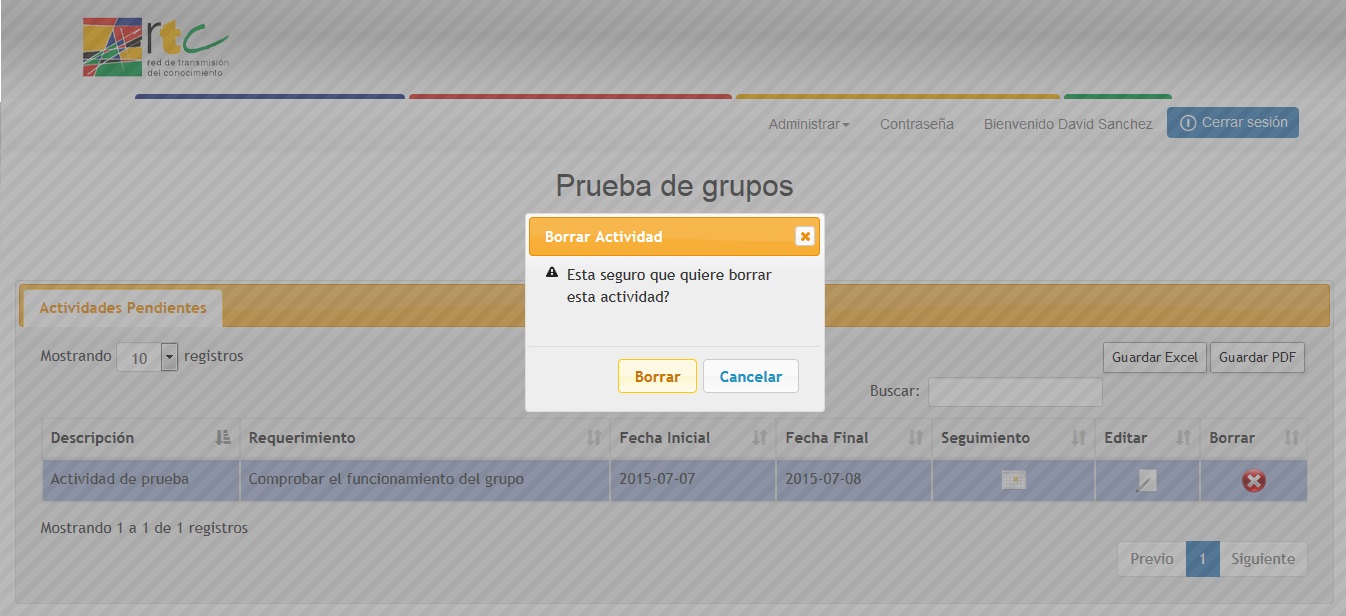 rtc
red de transmisión
del conocimiento
Administrar Contraseña Bienvenido David Sanchez Cerrar sesión
Prueba de grupos
Borrar Actividad
Esta seguro que quiere borrar
esta actividad?
Borrar Cancelar
Actividades Pendientes
Mostrando 10 registros
Guardar Excel Guardar PDF
Buscar:
Descripción Requerimiento Fecha Inicial Fecha Final Seguimiento Editar Borrar
Actividad de prueba Comprobar el funcionamiento del grupo 2015-07-07 2015-07-08
Mostrando 1 a 1 de 1 registros
Previo 1 Siguiente